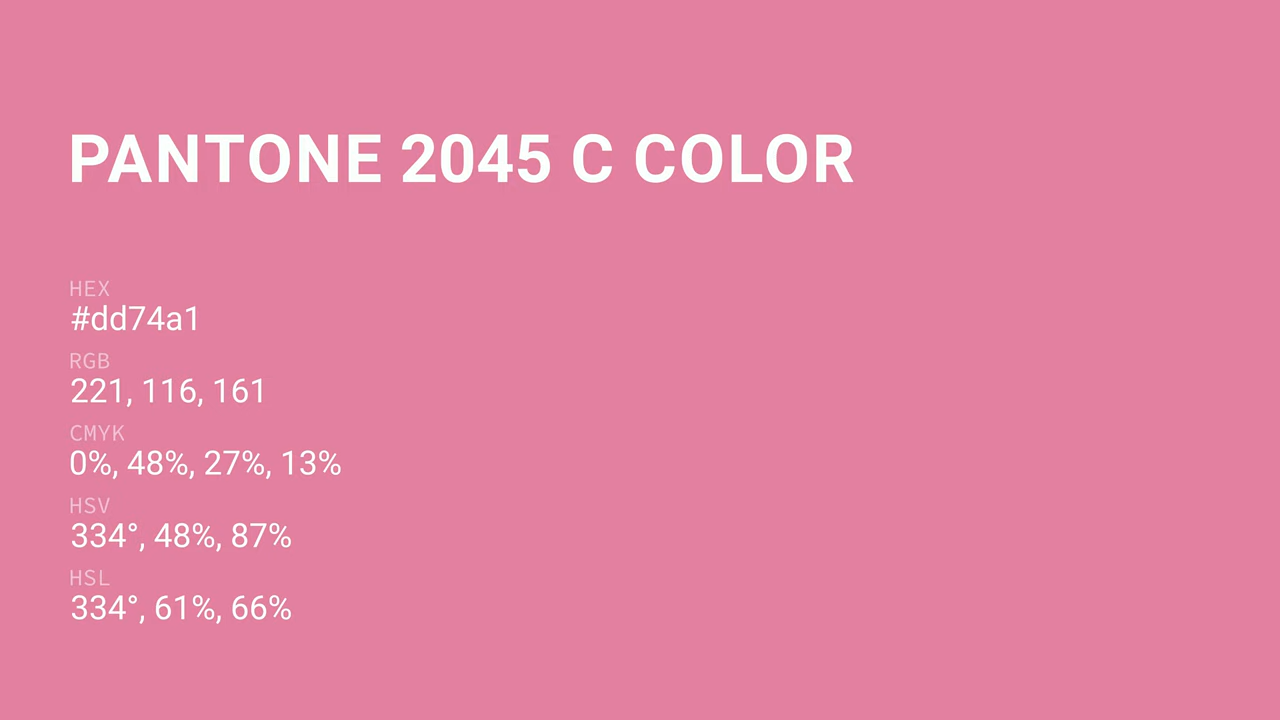 PANTONE 2045 C COLOR
HEX
#dd74a1
RGB
221, 116, 161
CMYK
0%, 48%, 27%, 13%
HSV
334°, 48%, 87%
HSL
334°, 61%, 66%